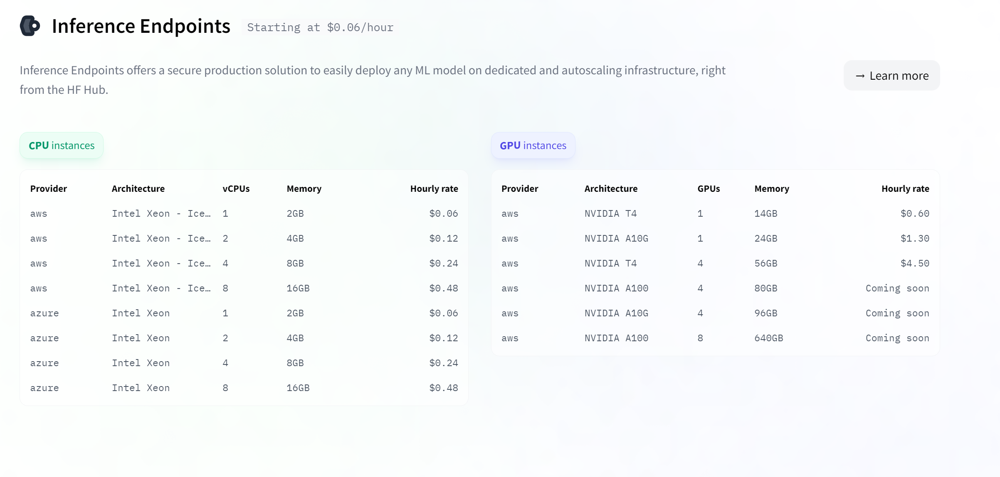 Inference Endpoints Starting at $0.06/hour
Inference Endpoints offers a secure production solution to easily deploy any ML model on dedicated and autoscaling infrastructure, right
from the HF Hub.
→ Learn more
CPU instances
Provider Architecture vCPUs Memory Hourly rate
aws Intel Xeon - Ice… 1 2GB $0.06
aws Intel Xeon - Ice… 2 4GB $0.12
aws Intel Xeon - Ice… 4 8GB $0.24
aws Intel Xeon - Ice… 8 16GB $0.48
azure Intel Xeon 1 2GB $0.06
azure Intel Xeon 2 4GB $0.12
azure Intel Xeon 4 8GB $0.24
azure Intel Xeon 8 16GB $0.48
GPU instances
Provider Architecture GPUs Memory Hourly rate
aws NVIDIA T4 1 14GB $0.60
aws NVIDIA A10G 1 24GB $1.30
aws NVIDIA T4 4 56GB $4.50
aws NVIDIA A100 4 80GB Coming soon
aws NVIDIA A10G 4 96GB Coming soon
aws NVIDIA A100 8 640GB Coming soon